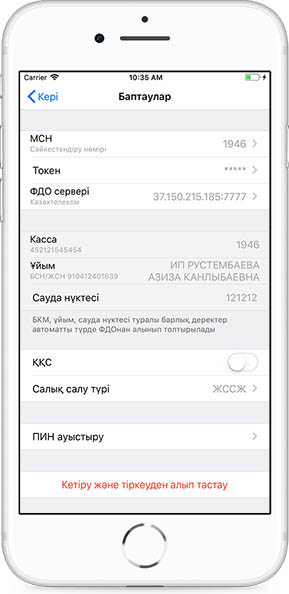 Carrier 10:35 AM
Кері Баптаулар
МСН
Сәйкестендіру нөмірі
1946
Токен *****
ФДО сервері
Казахтелеком
37.150.215.185:7777
Касса
452121545454
1946
Ұйым
БСН/ЖСН 910412401639
ИП РУСТЕМБАЕВА
АЗИЗА КАНЛЫБАЕВНА
Сауда нүктесі 121212
БКМ, ұйым, сауда нүктесі туралы барлық деректер
автоматты түрде ФДОнан алынып толтырылады
ҚҚС
Салық салу түрі ЖССЖ
ПИН ауыстыру
Кетіру және тіркеуден алып тастау